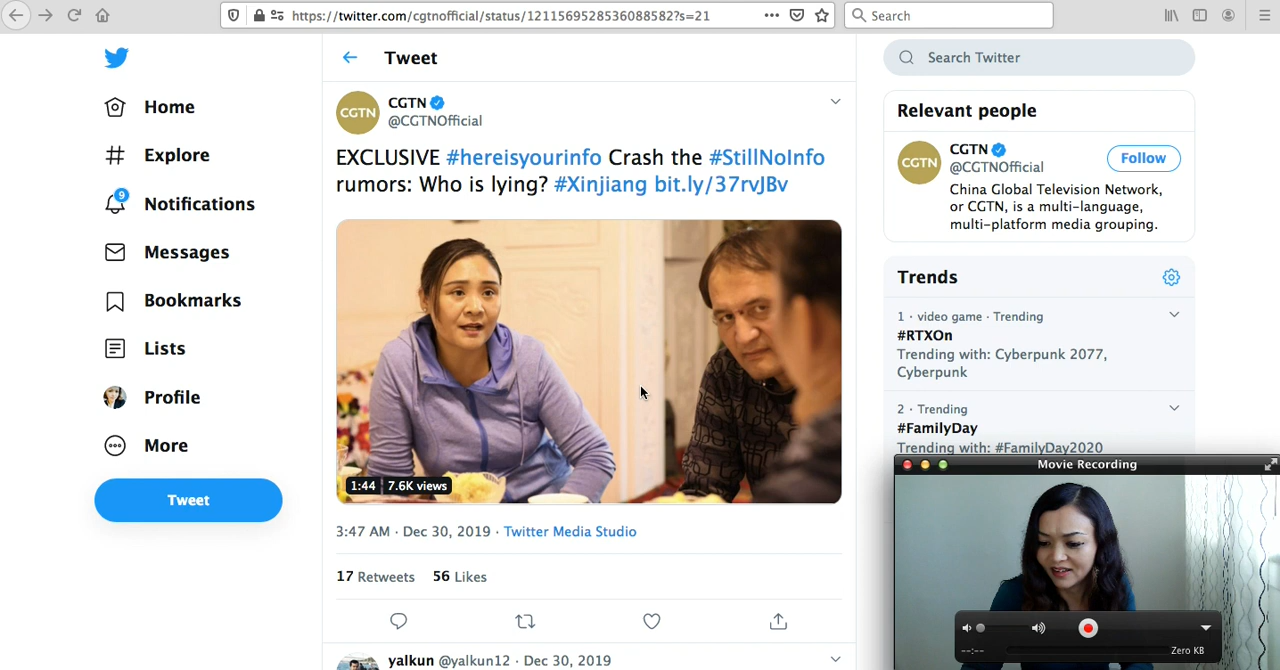 https://twitter.com/cgtnofficial/status/1211569528536088582?s=21
Search
Home
Explore
9
Notifications
Messages
Bookmarks
Lists
Profile
More
Tweet
Tweet
CGTN
CGTN
@CGTNOfficial
EXCLUSIVE #hereisyourinfo Crash the #StillNoInfo
rumors: Who is lying? #Xinjiang bit.ly/37rvJBv
1:44
7.6K views
3:47 AM · Dec 30, 2019 · Twitter Media Studio
17 Retweets 56 Likes
yalkun @yalkun12 · Dec 30, 2019
Search Twitter
Relevant people
CGTN
CGTN
@CGTNOfficial
Follow
China Global Television Network,
or CGTN, is a multi-language,
multi-platform media grouping.
Trends
1 · video game · Trending
#RTXOn
Trending with: Cyberpunk 2077,
Cyberpunk
2 · Trending
#FamilyDay
Trending with: #FamilyDay2020
Movie Recording
--:--
Zero KB